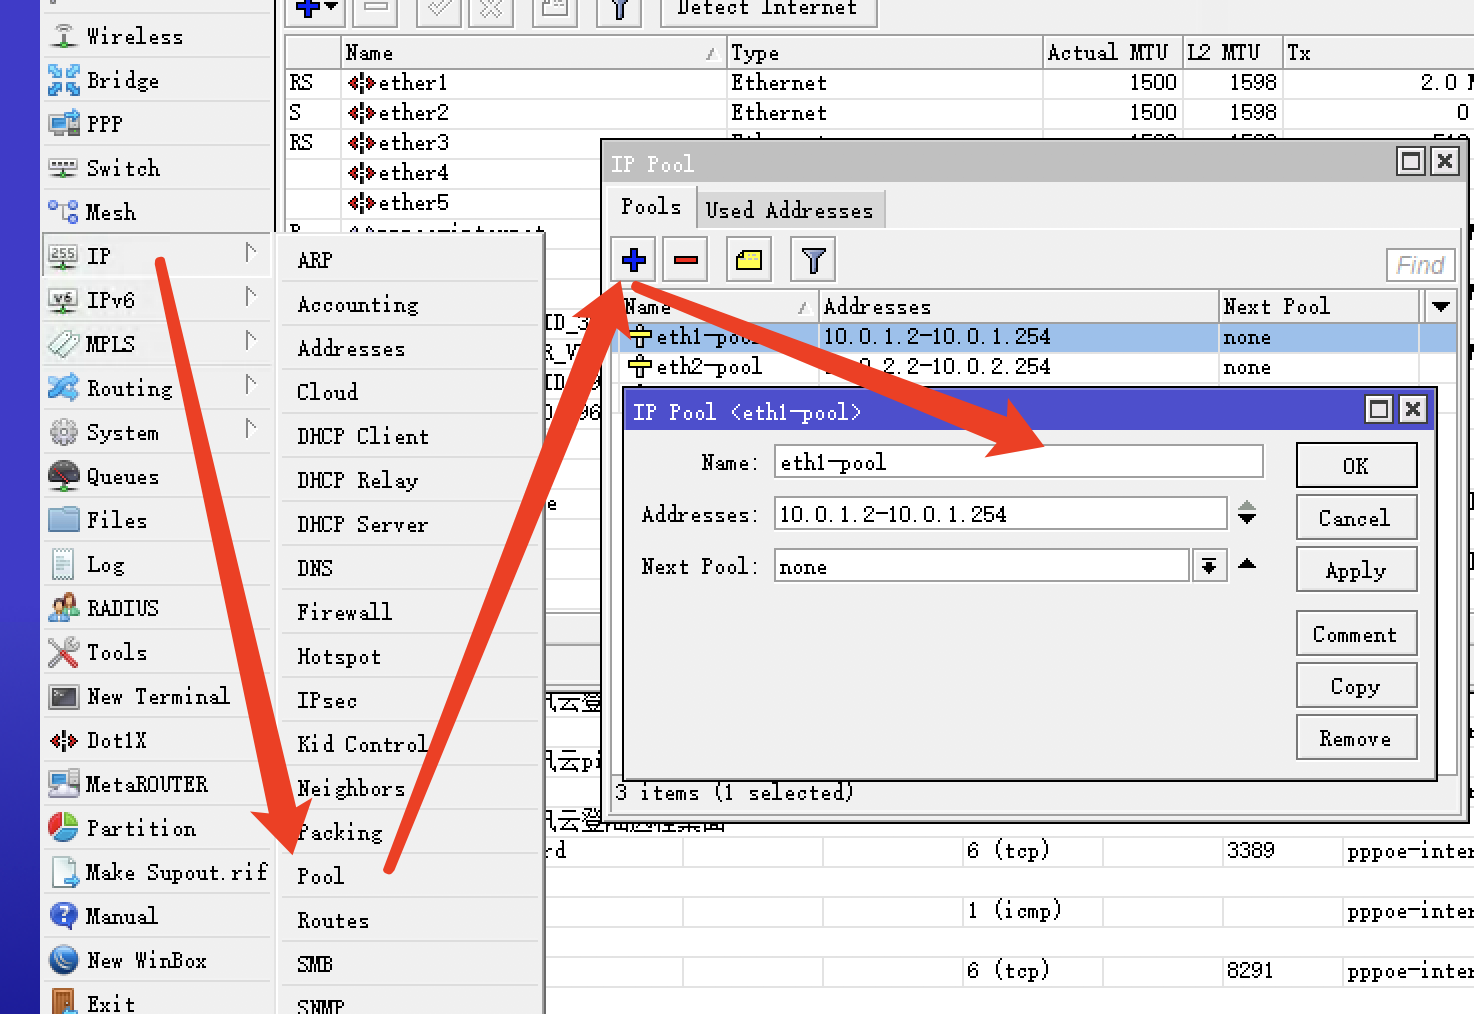 Detect Internet
Name
Type
Actual MTU
L2 MTU
Tx
RS
ether1
Ethernet
1500
1598
2.0
S
ether2
Ethernet
1500
1598
0
RS
ether3
ether4
ether5
Wireless
Bridge
PPP
Switch
Mesh
IP
IPv6
MPLS
Routing
System
Queues
Files
Log
RADIUS
Tools
New Terminal
Dot1X
MetaROUTER
Partition
Make Supout.rif
Manual
New WinBox
Exit
ARP
Accounting
Addresses
Cloud
DHCP Client
DHCP Relay
DHCP Server
DNS
Firewall
Hotspot
IPsec
Kid Control
Neighbors
Packing
Pool
Routes
SMB
SNMP
IP Pool
Pools
Used Addresses
Find
Name
Addresses
Next Pool
eth1-pool
10.0.1.2-10.0.1.254
none
eth2-pool
10.0.2.2-10.0.2.254
none
IP Pool <eth1-pool>
Name:
eth1-pool
OK
Addresses:
10.0.1.2-10.0.1.254
Cancel
Next Pool:
none
Apply
Comment
Copy
Remove
3 items (1 selected)
6 (tcp)
3389
pppoe-inter
1 (icmp)
pppoe-inter
6 (tcp)
8291
pppoe-inter